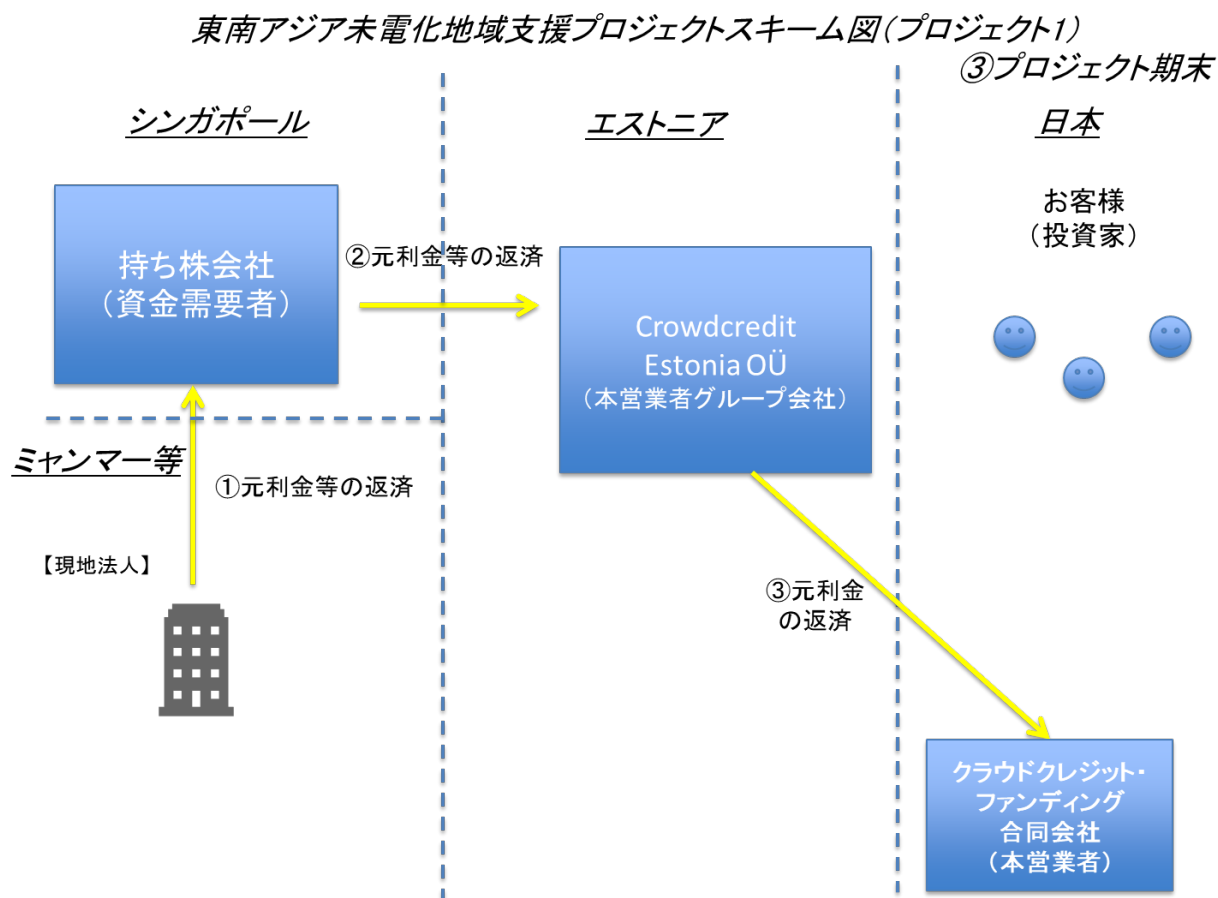 東南アジア未電化地域支援プロジェクトスキーム図(プロジェクト1)
③プロジェクト期末
シンガポール
エストニア
日本
持ち株会社
（資金需要者）
②元利金等の返済
Crowdcredit
Estonia OÜ
（本営業者グループ会社）
お客様
（投資家）
ミャンマー等
①元利金等の返済
【現地法人】
③元利金
の返済
クラウドクレジット・
ファンディング
合同会社
（本営業者）